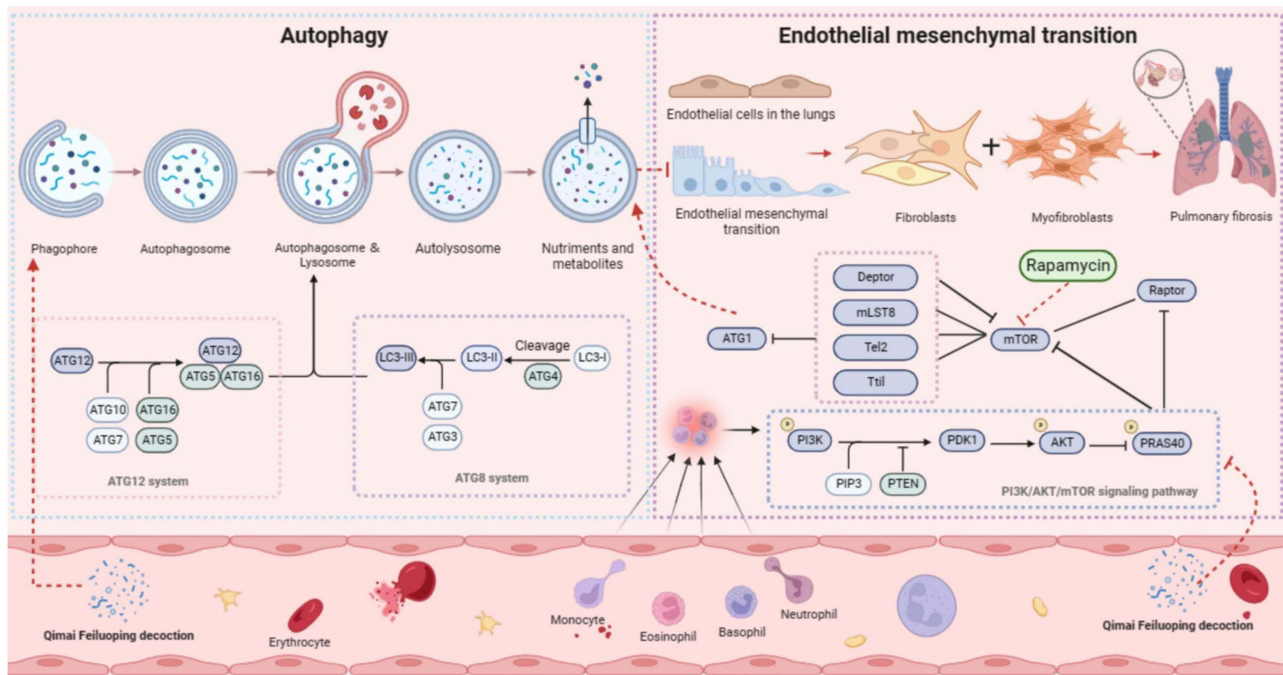 Autophagy
Endothelial mesenchymal transition
Endothelial cells in the lungs
Phagophore
Autophagosome
Autophagosome &
Lysosome
Autolysosome
Nutriments and
metabolites
Endothelial mesenchymal
transition
Fibroblasts
+
Myofibroblasts
Pulmonary fibrosis
ATG12
ATG12
ATG5
ATG16
ATG10
ATG16
ATG7
ATG5
ATG12 system
LC3-III
LC3-II
Cleavage
LC3-I
ATG4
ATG7
ATG3
ATG8 system
ATG1
Deptor
mLST8
Tel2
Ttil
Rapamycin
mTOR
Raptor
P
PI3K
PDK1
P
AKT
P
PRAS40
PIP3
PTEN
PI3K/AKT/mTOR signaling pathway
Qimai Feiluoping decoction
Erythrocyte
Monocyte
Eosinophil
Basophil
Neutrophil
Qimai Feiluoping decoction